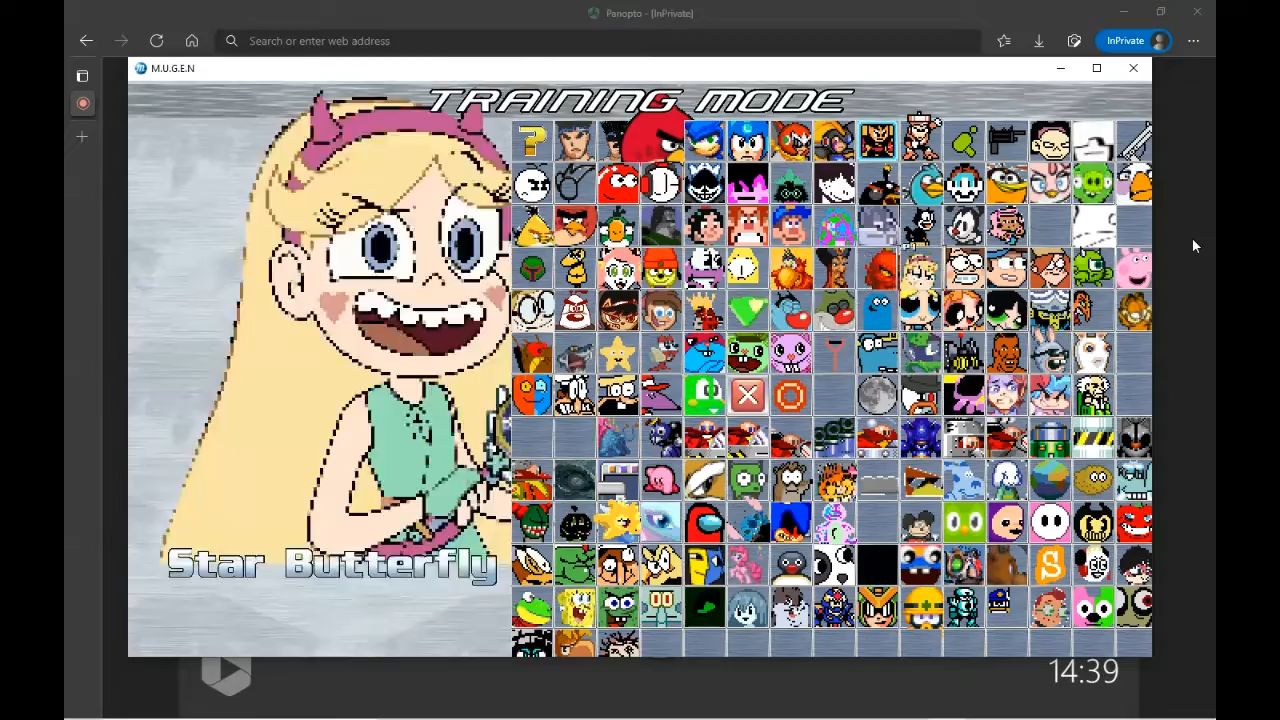 Panopto - [InPrivate]
Search or enter web address
InPrivate
M.U.G.E.N
TRAINING MODE
Star Butterfly
14:39